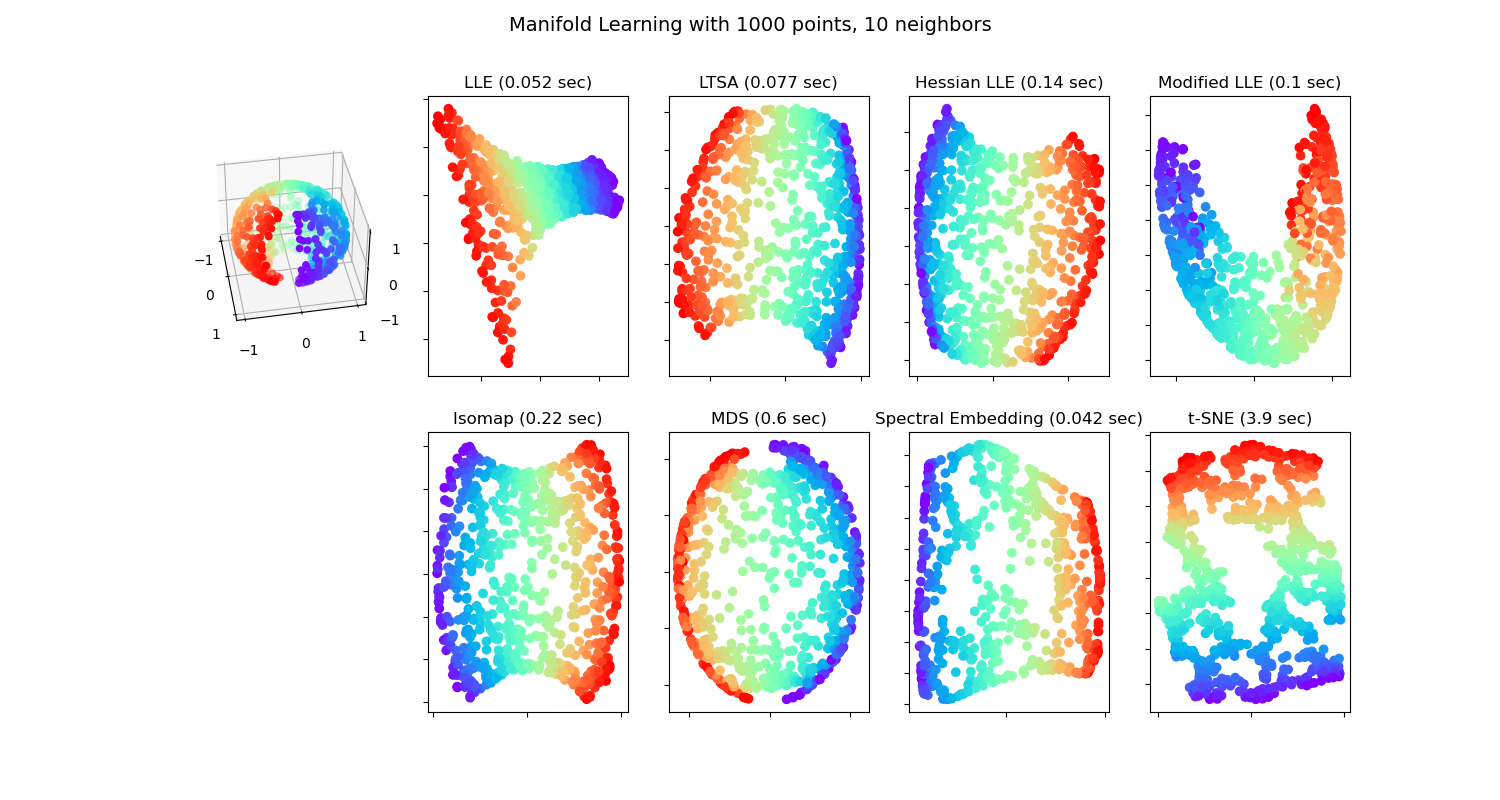 Manifold Learning with 1000 points, 10 neighbors
LLE (0.052 sec)
LTSA (0.077 sec)
Hessian LLE (0.14 sec)
Modified LLE (0.1 sec)
−1
0
1
−1
0
1
1
0
−1
Isomap (0.22 sec)
MDS (0.6 sec)
Spectral Embedding (0.042 sec)
t-SNE (3.9 sec)